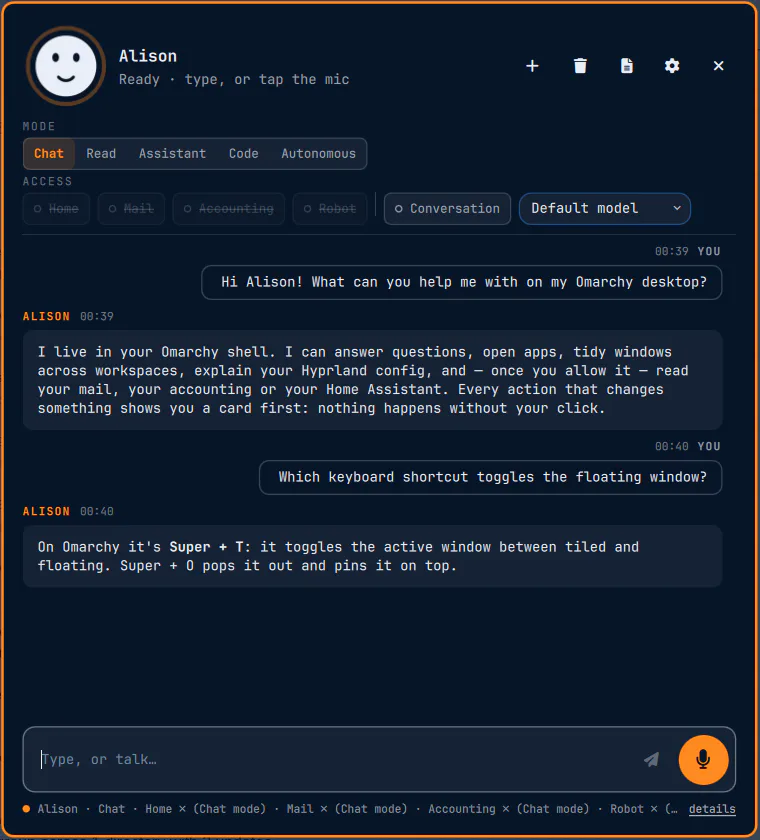 Alison
Ready · type, or tap the mic
MODE
Chat Read Assistant Code Autonomous
ACCESS
Home Mail Accounting Robot Conversation Default model
00:39 YOU
Hi Alison! What can you help me with on my Omarchy desktop?
ALISON 00:39
I live in your Omarchy shell. I can answer questions, open apps, tidy windows
across workspaces, explain your Hyprland config, and — once you allow it — read
your mail, your accounting or your Home Assistant. Every action that changes
something shows you a card first: nothing happens without your click.
00:40 YOU
Which keyboard shortcut toggles the floating window?
ALISON 00:40
On Omarchy it's Super + T: it toggles the active window between tiled and
floating. Super + O pops it out and pins it on top.
Type, or talk…
Alison · Chat · Home × (Chat mode) · Mail × (Chat mode) · Accounting × (Chat mode) · Robot × (… details